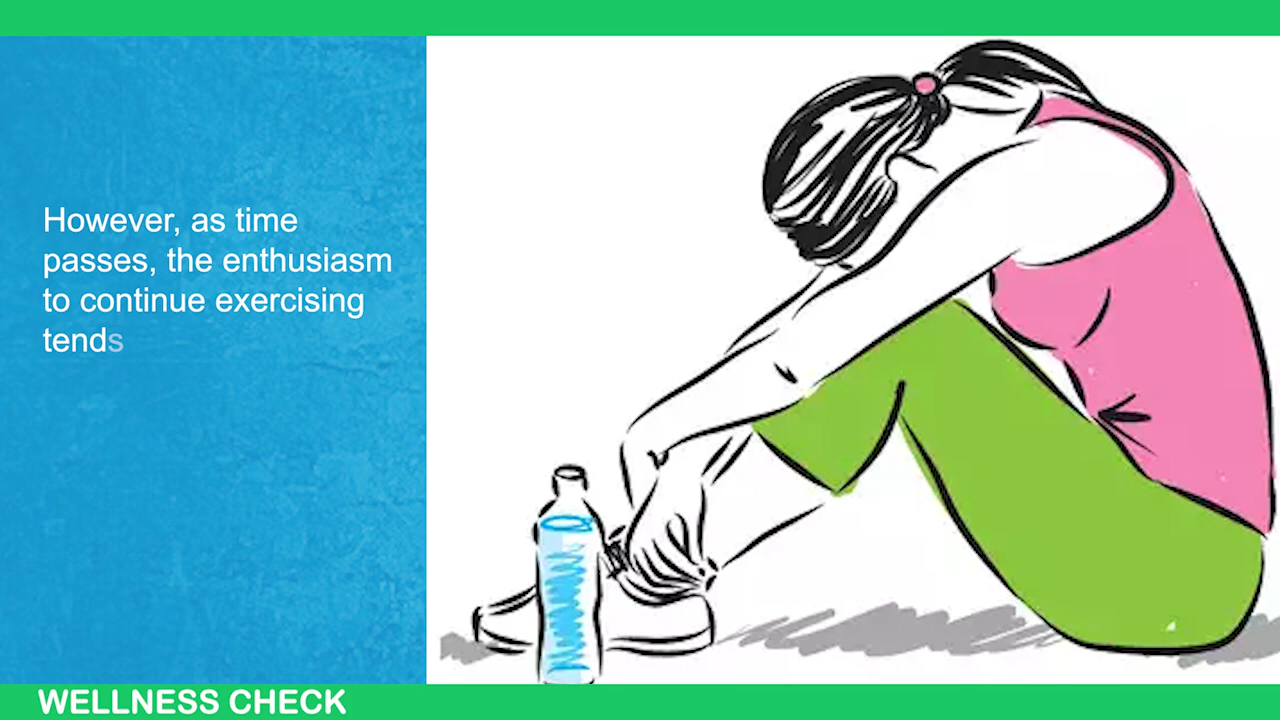 However, as time
passes, the enthusiasm
to continue exercising
tends
WELLNESS CHECK